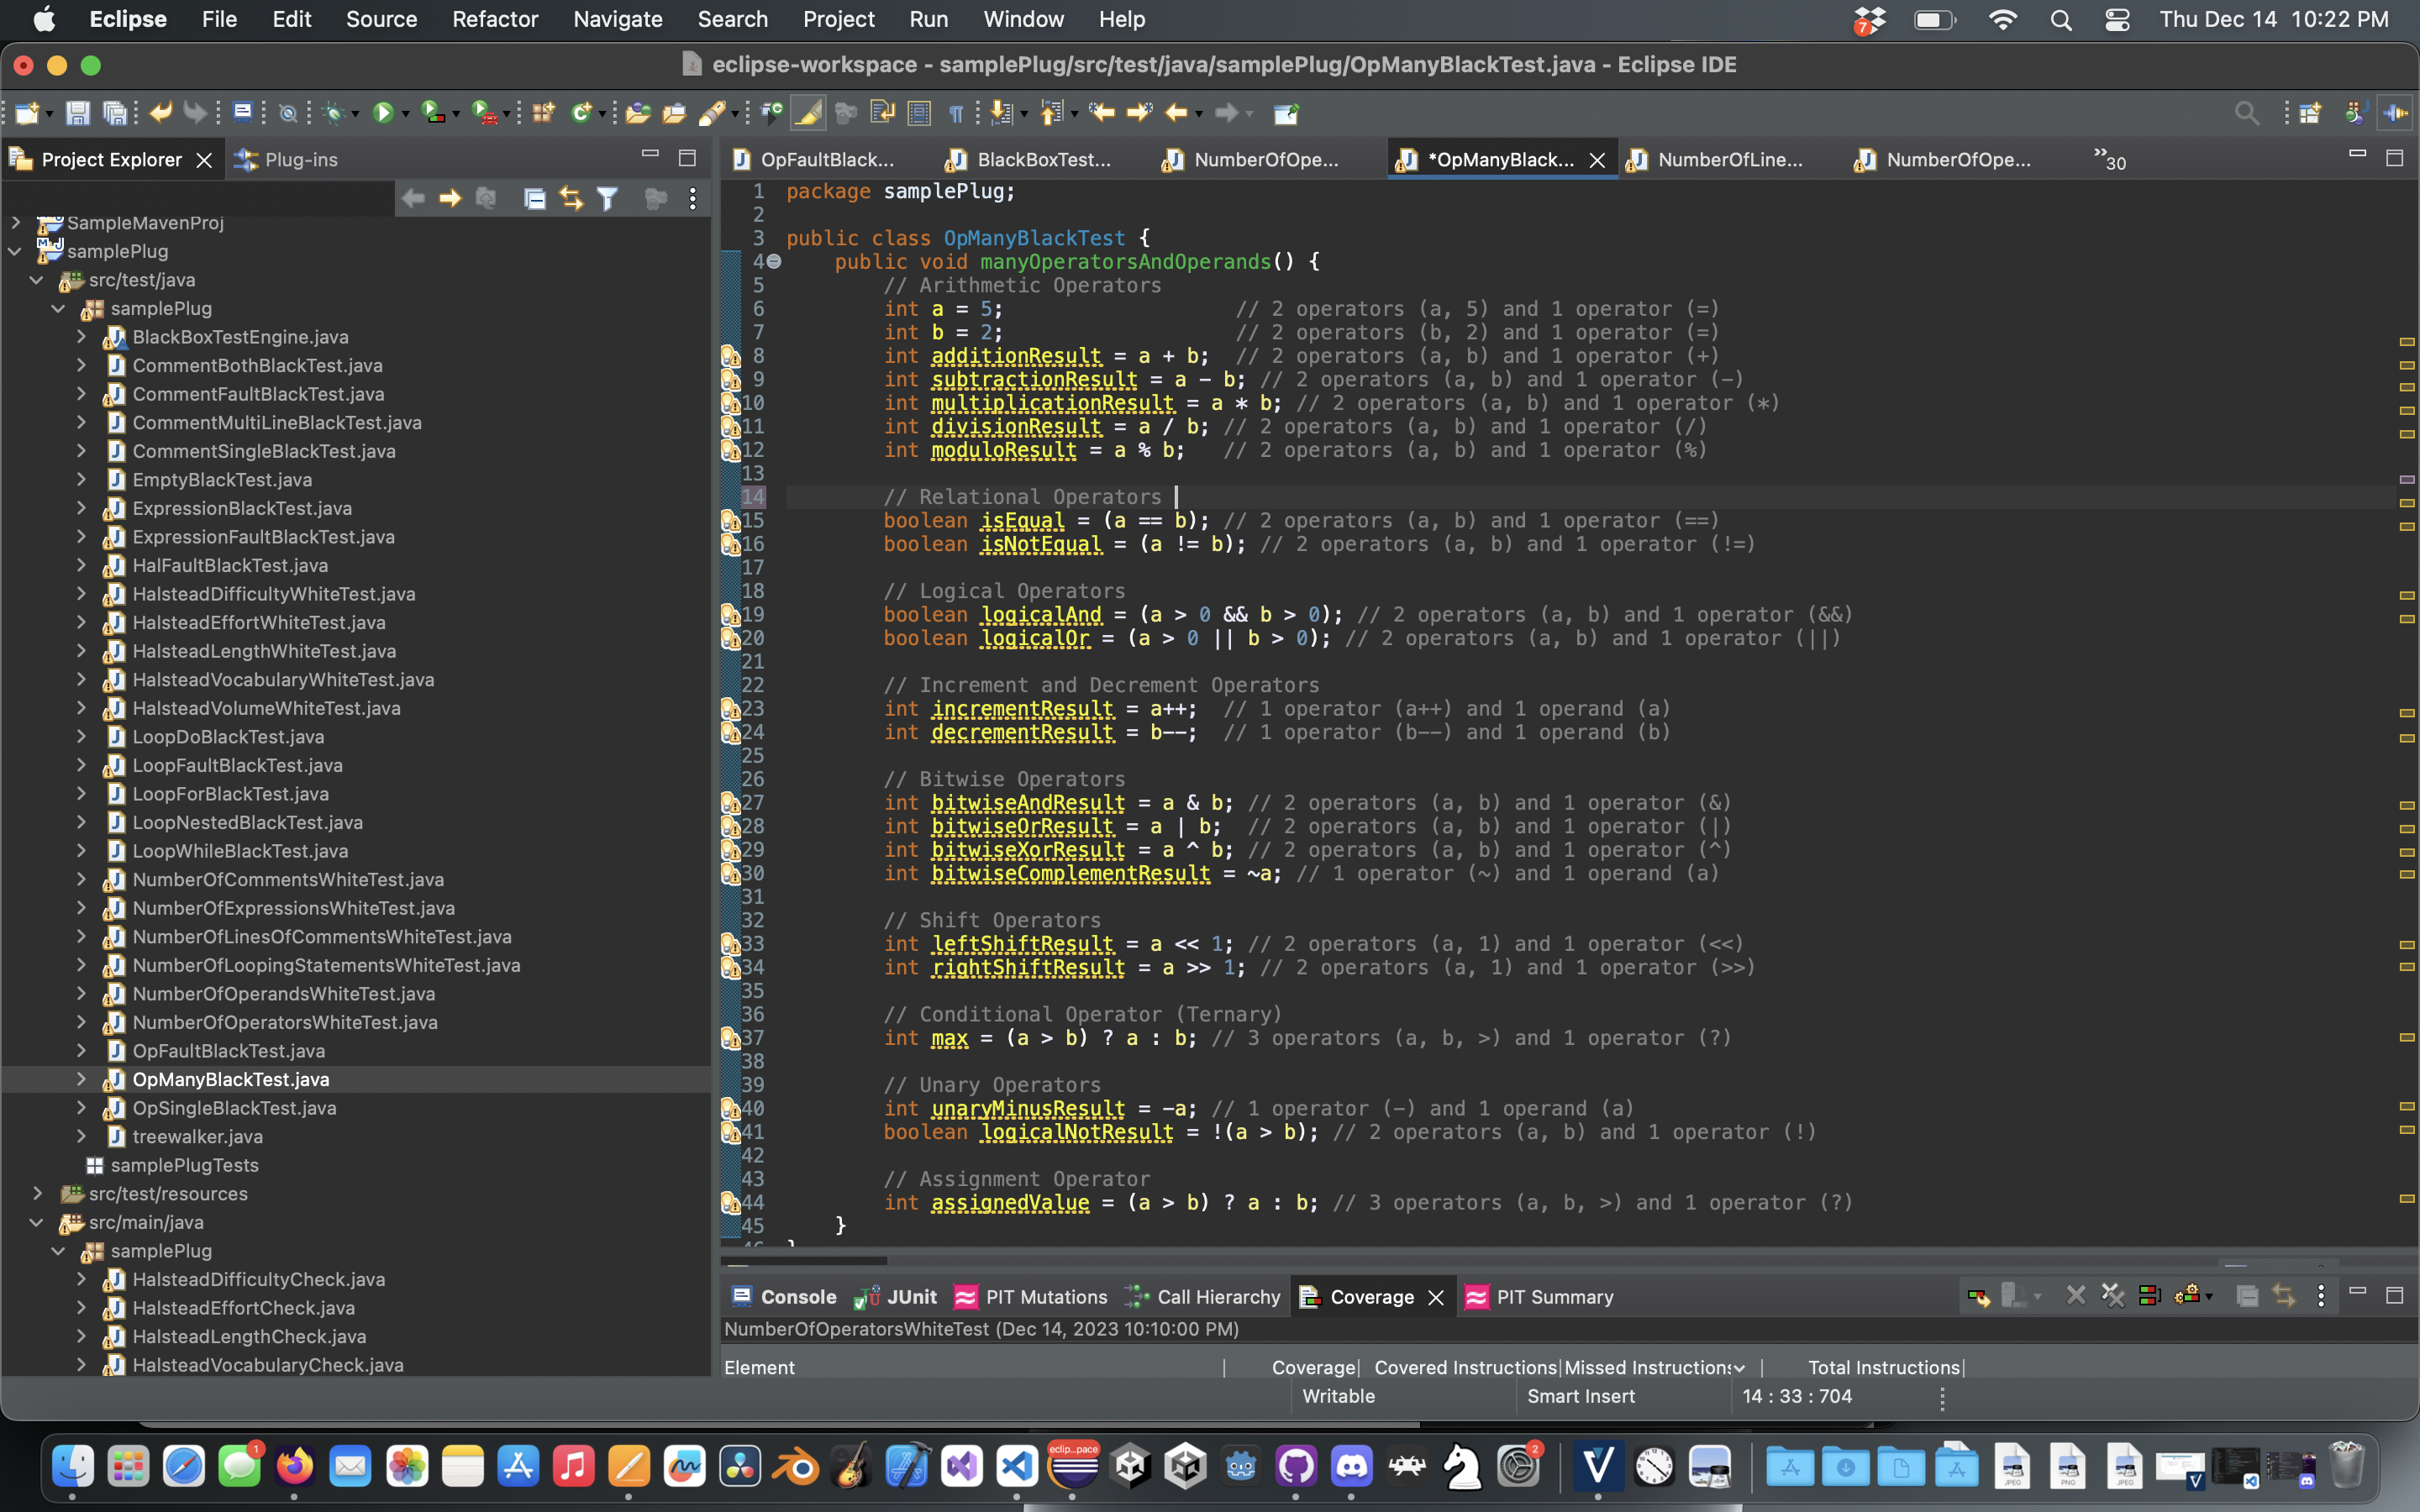 Eclipse File Edit Source Refactor Navigate Search Project Run Window Help 7 Thu Dec 14 10:22 PM
eclipse-workspace - samplePlug/src/test/java/samplePlug/OpManyBlackTest.java - Eclipse IDE
Project Explorer Plug-ins
SampleMavenProj
samplePlug
src/test/java
samplePlug
BlackBoxTestEngine.java
CommentBothBlackTest.java
CommentFaultBlackTest.java
CommentMultiLineBlackTest.java
CommentSingleBlackTest.java
EmptyBlackTest.java
ExpressionBlackTest.java
ExpressionFaultBlackTest.java
HalFaultBlackTest.java
HalsteadDifficultyWhiteTest.java
HalsteadEffortWhiteTest.java
HalsteadLengthWhiteTest.java
HalsteadVocabularyWhiteTest.java
HalsteadVolumeWhiteTest.java
LoopDoBlackTest.java
LoopFaultBlackTest.java
LoopForBlackTest.java
LoopNestedBlackTest.java
LoopWhileBlackTest.java
NumberOfCommentsWhiteTest.java
NumberOfExpressionsWhiteTest.java
NumberOfLinesOfCommentsWhiteTest.java
NumberOfLoopingStatementsWhiteTest.java
NumberOfOperandsWhiteTest.java
NumberOfOperatorsWhiteTest.java
OpFaultBlackTest.java
OpManyBlackTest.java
OpSingleBlackTest.java
treewalker.java
samplePlugTests
src/test/resources
src/main/java
samplePlug
HalsteadDifficultyCheck.java
HalsteadEffortCheck.java
HalsteadLengthCheck.java
HalsteadVocabularyCheck.java
OpFaultBlack... BlackBoxTest... NumberOfOpe... *OpManyBlack... NumberOfLine... NumberOfOpe... »30
1 package samplePlug;
2
3 public class OpManyBlackTest {
4 public void manyOperatorsAndOperands() {
5 // Arithmetic Operators
6 int a = 5; // 2 operators (a, 5) and 1 operator (=)
7 int b = 2; // 2 operators (b, 2) and 1 operator (=)
8 int additionResult = a + b; // 2 operators (a, b) and 1 operator (+)
9 int subtractionResult = a - b; // 2 operators (a, b) and 1 operator (-)
10 int multiplicationResult = a * b; // 2 operators (a, b) and 1 operator (*)
11 int divisionResult = a / b; // 2 operators (a, b) and 1 operator (/)
12 int moduloResult = a % b; // 2 operators (a, b) and 1 operator (%)
13
14 // Relational Operators
15 boolean isEqual = (a == b); // 2 operators (a, b) and 1 operator (==)
16 boolean isNotEqual = (a != b); // 2 operators (a, b) and 1 operator (!=)
17
18 // Logical Operators
19 boolean logicalAnd = (a > 0 && b > 0); // 2 operators (a, b) and 1 operator (&&)
20 boolean logicalOr = (a > 0 || b > 0); // 2 operators (a, b) and 1 operator (||)
21
22 // Increment and Decrement Operators
23 int incrementResult = a++; // 1 operator (a++) and 1 operand (a)
24 int decrementResult = b--; // 1 operator (b--) and 1 operand (b)
25
26 // Bitwise Operators
27 int bitwiseAndResult = a & b; // 2 operators (a, b) and 1 operator (&)
28 int bitwiseOrResult = a | b; // 2 operators (a, b) and 1 operator (|)
29 int bitwiseXorResult = a ^ b; // 2 operators (a, b) and 1 operator (^)
30 int bitwiseComplementResult = ~a; // 1 operator (~) and 1 operand (a)
31
32 // Shift Operators
33 int leftShiftResult = a << 1; // 2 operators (a, 1) and 1 operator (<<)
34 int rightShiftResult = a >> 1; // 2 operators (a, 1) and 1 operator (>>)
35
36 // Conditional Operator (Ternary)
37 int max = (a > b) ? a : b; // 3 operators (a, b, >) and 1 operator (?)
38
39 // Unary Operators
40 int unaryMinusResult = -a; // 1 operator (-) and 1 operand (a)
41 boolean logicalNotResult = !(a > b); // 2 operators (a, b) and 1 operator (!)
42
43 // Assignment Operator
44 int assignedValue = (a > b) ? a : b; // 3 operators (a, b, >) and 1 operator (?)
45 }
Console JUnit PIT Mutations Call Hierarchy Coverage PIT Summary
NumberOfOperatorsWhiteTest (Dec 14, 2023 10:10:00 PM)
Element Coverage Covered Instructions Missed Instructions Total Instructions
Writable Smart Insert 14 : 33 : 704
1 eclip...pace 2
JPEG PNG JPEG